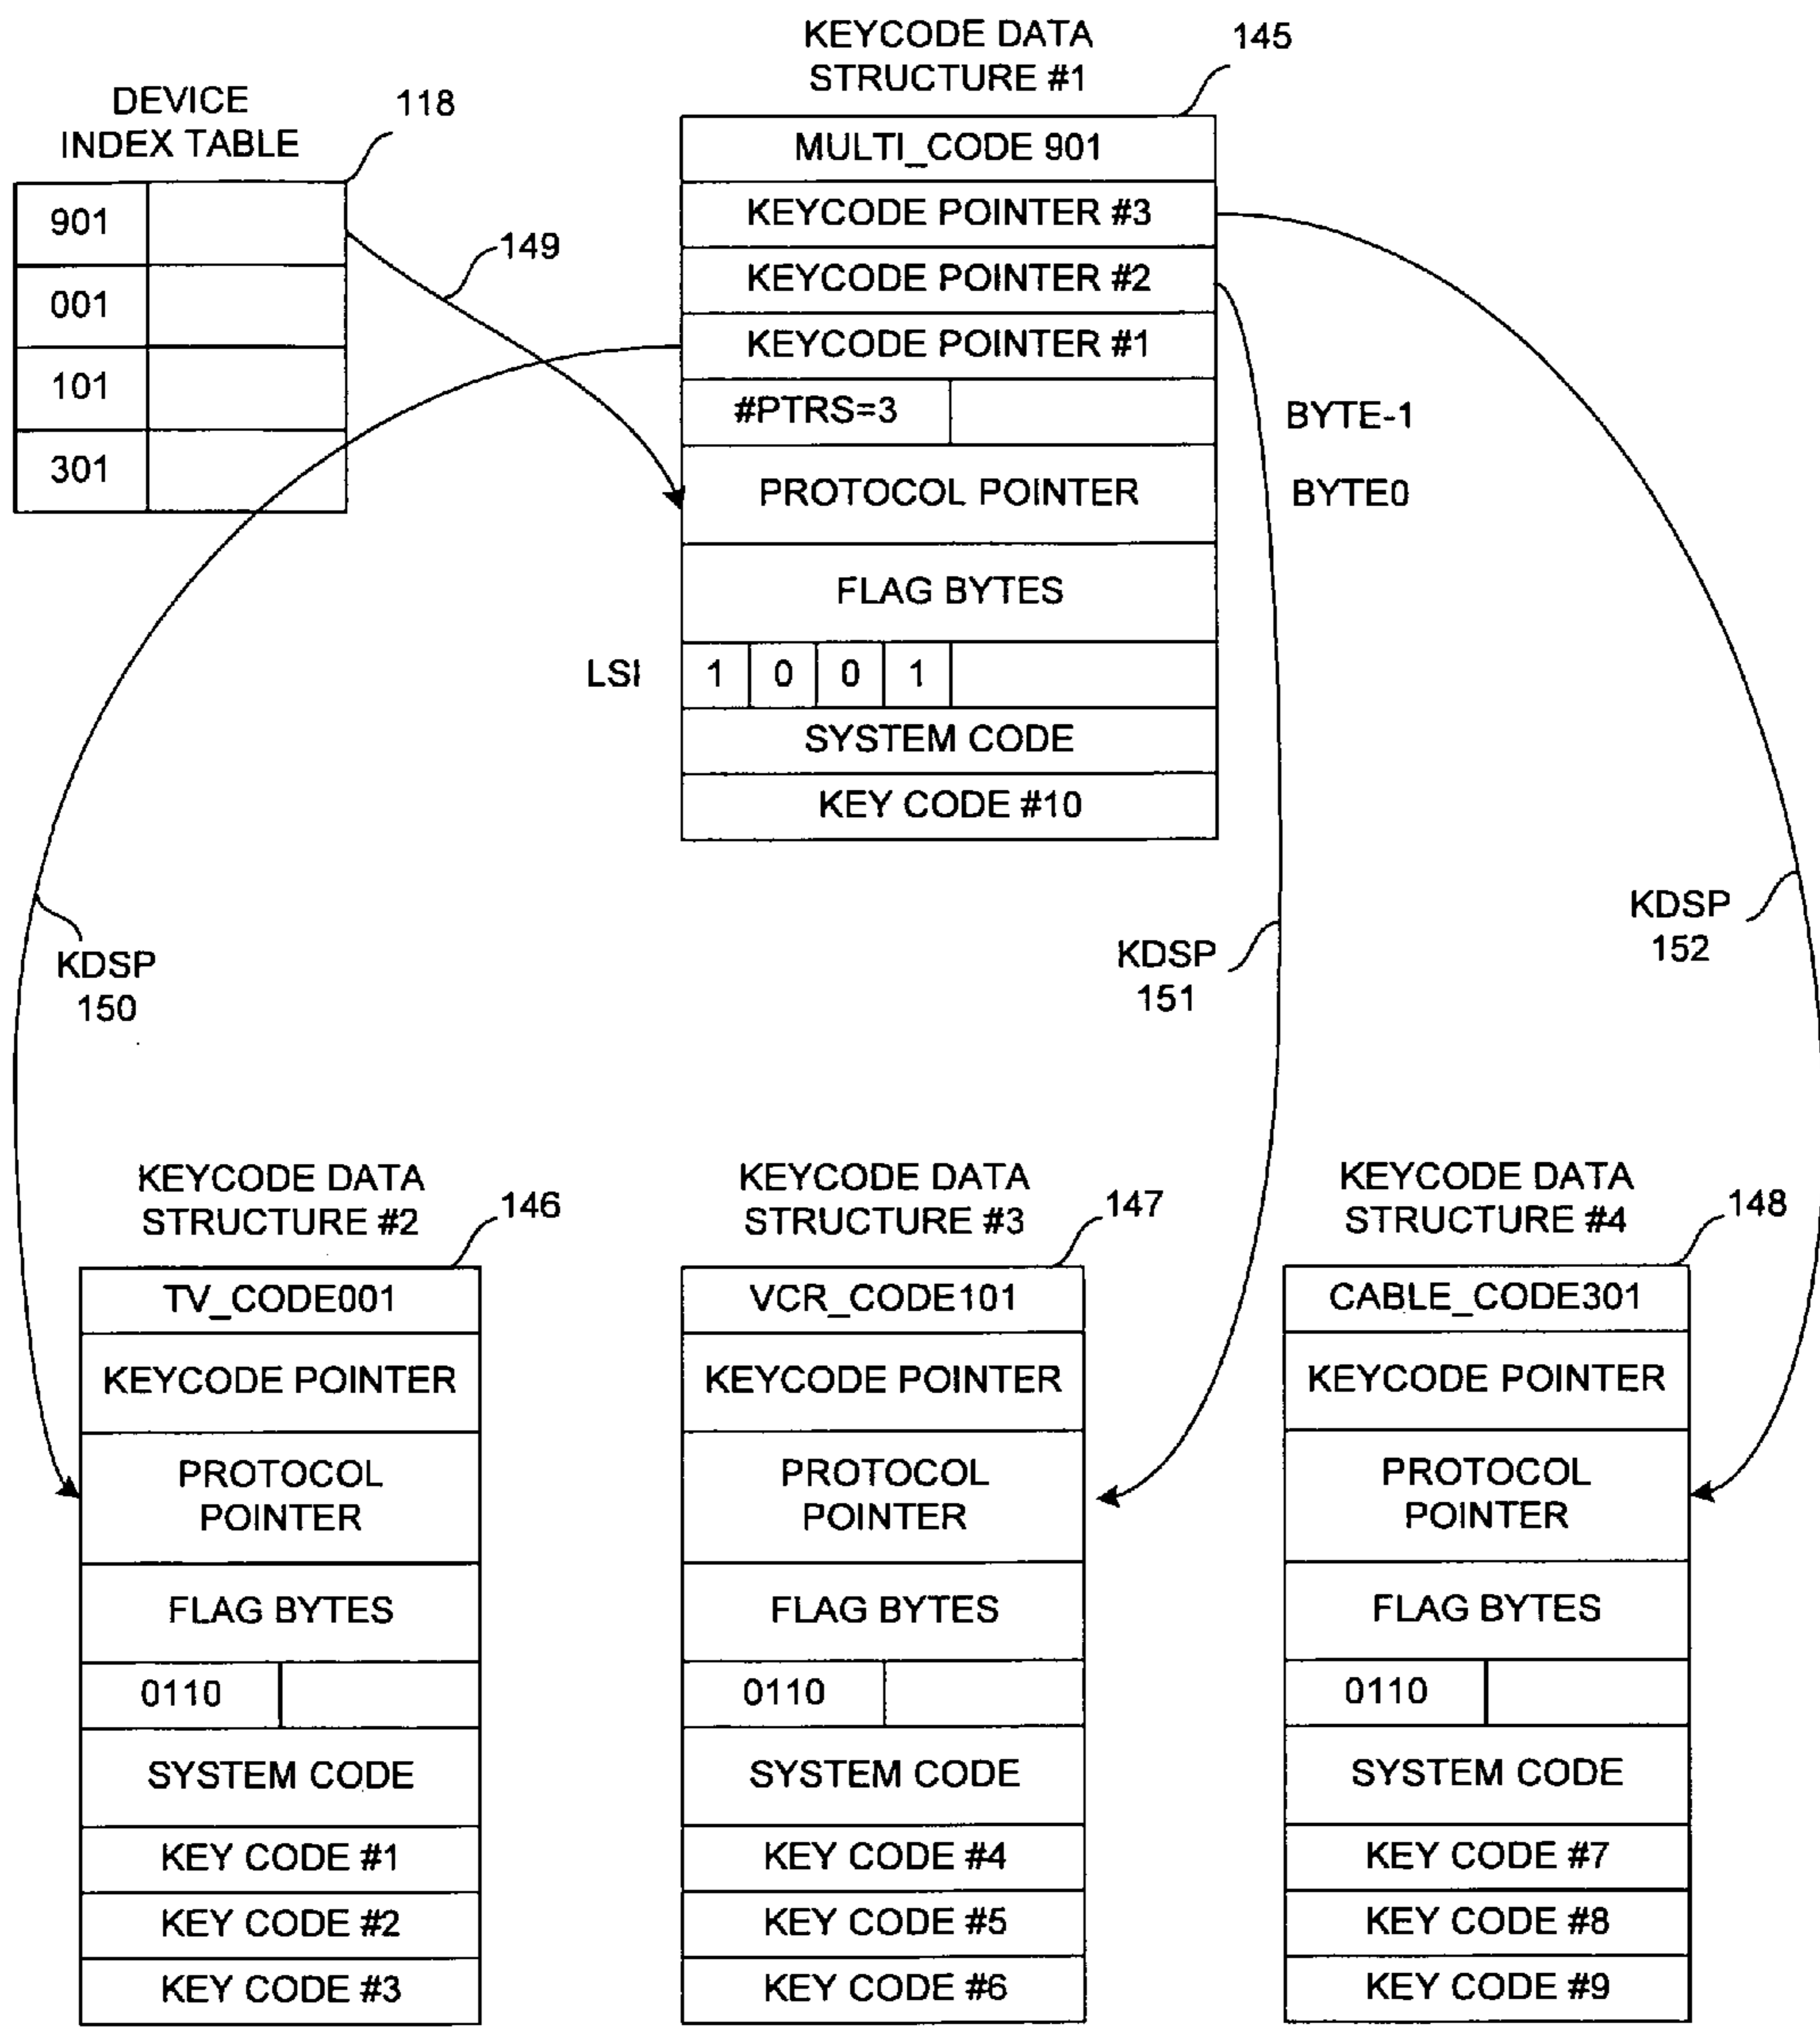 KEYCODE DATA
STRUCTURE #1
145
DEVICE
INDEX TABLE
118
901
001
101
301
149
MULTI_CODE 901
KEYCODE POINTER #3
KEYCODE POINTER #2
KEYCODE POINTER #1
#PTRS=3
BYTE-1
PROTOCOL POINTER
BYTE0
FLAG BYTES
LSI
1 0 0 1
SYSTEM CODE
KEY CODE #10
KDSP
150
KDSP
151
KDSP
152
KEYCODE DATA
STRUCTURE #2
146
TV_CODE001
KEYCODE POINTER
PROTOCOL
POINTER
FLAG BYTES
0110
SYSTEM CODE
KEY CODE #1
KEY CODE #2
KEY CODE #3
KEYCODE DATA
STRUCTURE #3
147
VCR_CODE101
KEYCODE POINTER
PROTOCOL
POINTER
FLAG BYTES
0110
SYSTEM CODE
KEY CODE #4
KEY CODE #5
KEY CODE #6
KEYCODE DATA
STRUCTURE #4
148
CABLE_CODE301
KEYCODE POINTER
PROTOCOL
POINTER
FLAG BYTES
0110
SYSTEM CODE
KEY CODE #7
KEY CODE #8
KEY CODE #9